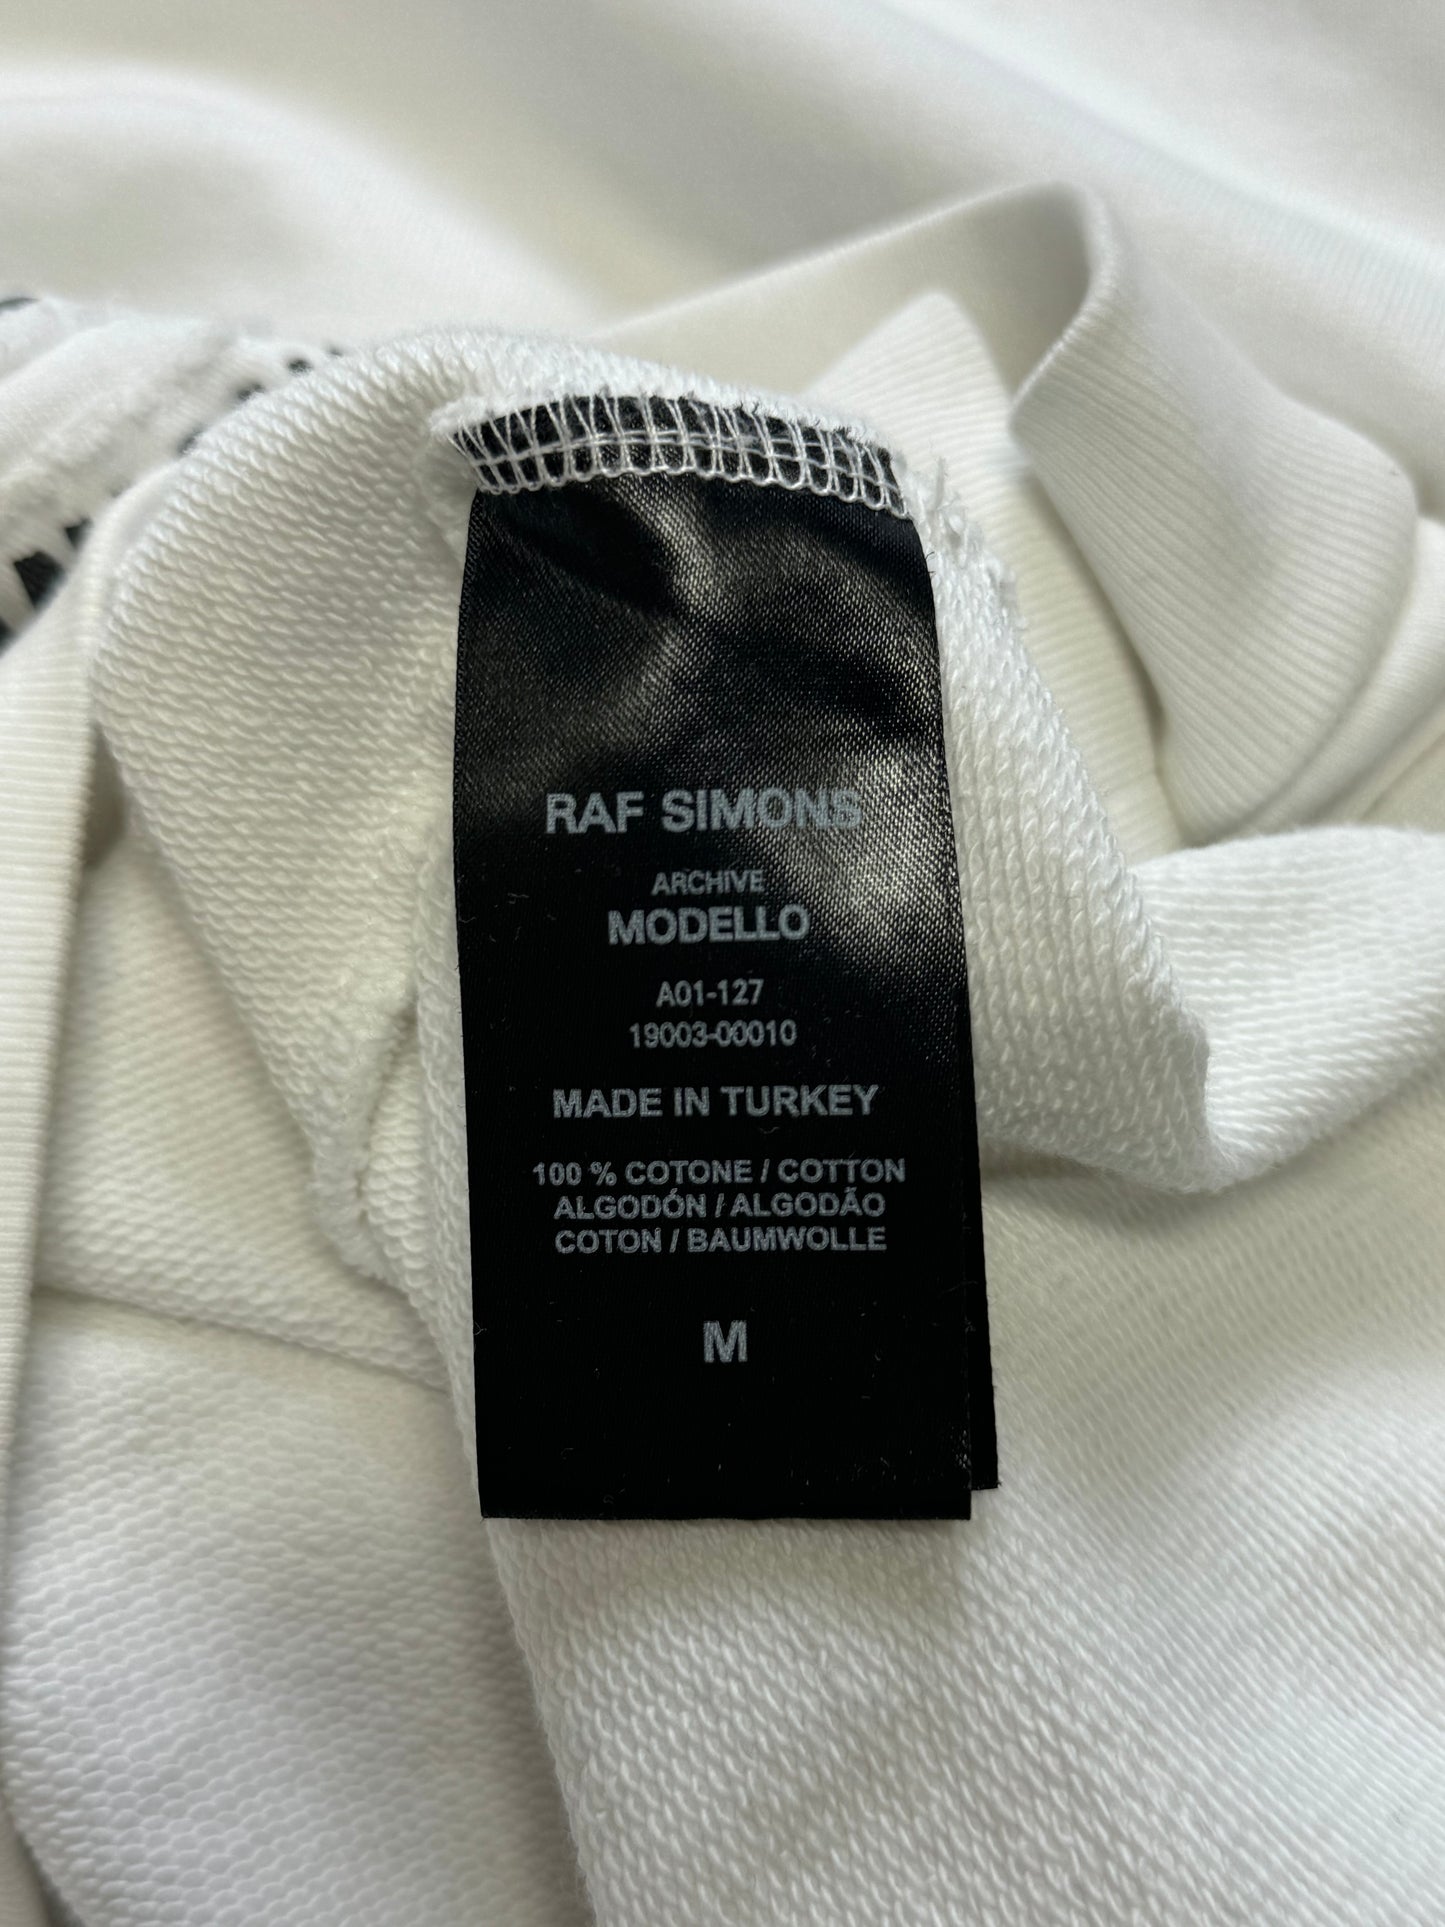 RAF SIMONS
ARCHIVE
MODELLO
A01-127
19003-00010
MADE IN TURKEY
100 % COTONE / COTTON
ALGODÓN / ALGODÃO
COTON / BAUMWOLLE
M